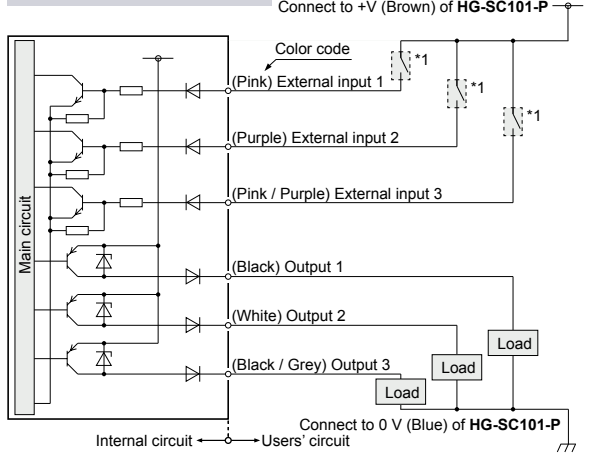 Connect to +V (Brown) of HG-SC101-P
Color code
*1
(Pink) External input 1
*1
*1
(Purple) External input 2
(Pink / Purple) External input 3
Main circuit
(Black) Output 1
(White) Output 2
Load
(Black / Grey) Output 3
Load
Load
Connect to 0 V (Blue) of HG-SC101-P
Internal circuit
Users' circuit